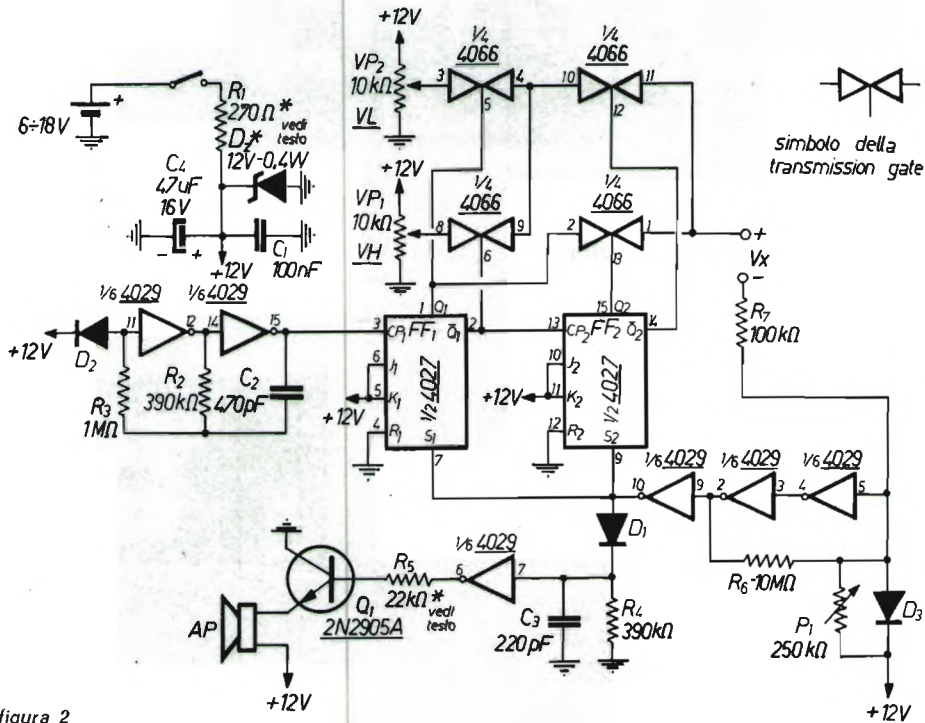 +12V
VP2
10kΩ
VL
3
4
5
1/4
4066
1/4
4066
10
11
12
simbolo della
transmission gate
6÷18V
+
R1
270Ω*
vedi
testo
D2*
12V-0.4W
C4
47uF
16V
-
+
+12V
C1
100nF
+12V
VP1
10kΩ
VH
8
9
6
1/4
4066
1/4
4066
2
1
13
+
Vx
-
R7
100kΩ
1/6 4029
1/6 4029
11
12
14
15
+12V
D2
R3
1MΩ
R2
390kΩ
C2
470pF
1
Q1
3
CP1
FF1
Q̄1
2
6
J1
5
K1
4
R1
S1
7
1/2 4027
+12V
15
Q2
13
CP2
FF2
Q̄2
14
10
J2
11
K2
12
R2
S2
9
1/2 4027
+12V
1/6 4029
1/6 4029
1/6 4029
10
9
2
3
4
5
D1
R6-10MΩ
P1
250kΩ
D3
+12V
1/6 4029
6
7
R5
22kΩ*
vedi
testo
C3
220pF
R4
390kΩ
Q1
2N2905A
AP
+12V
figura 2